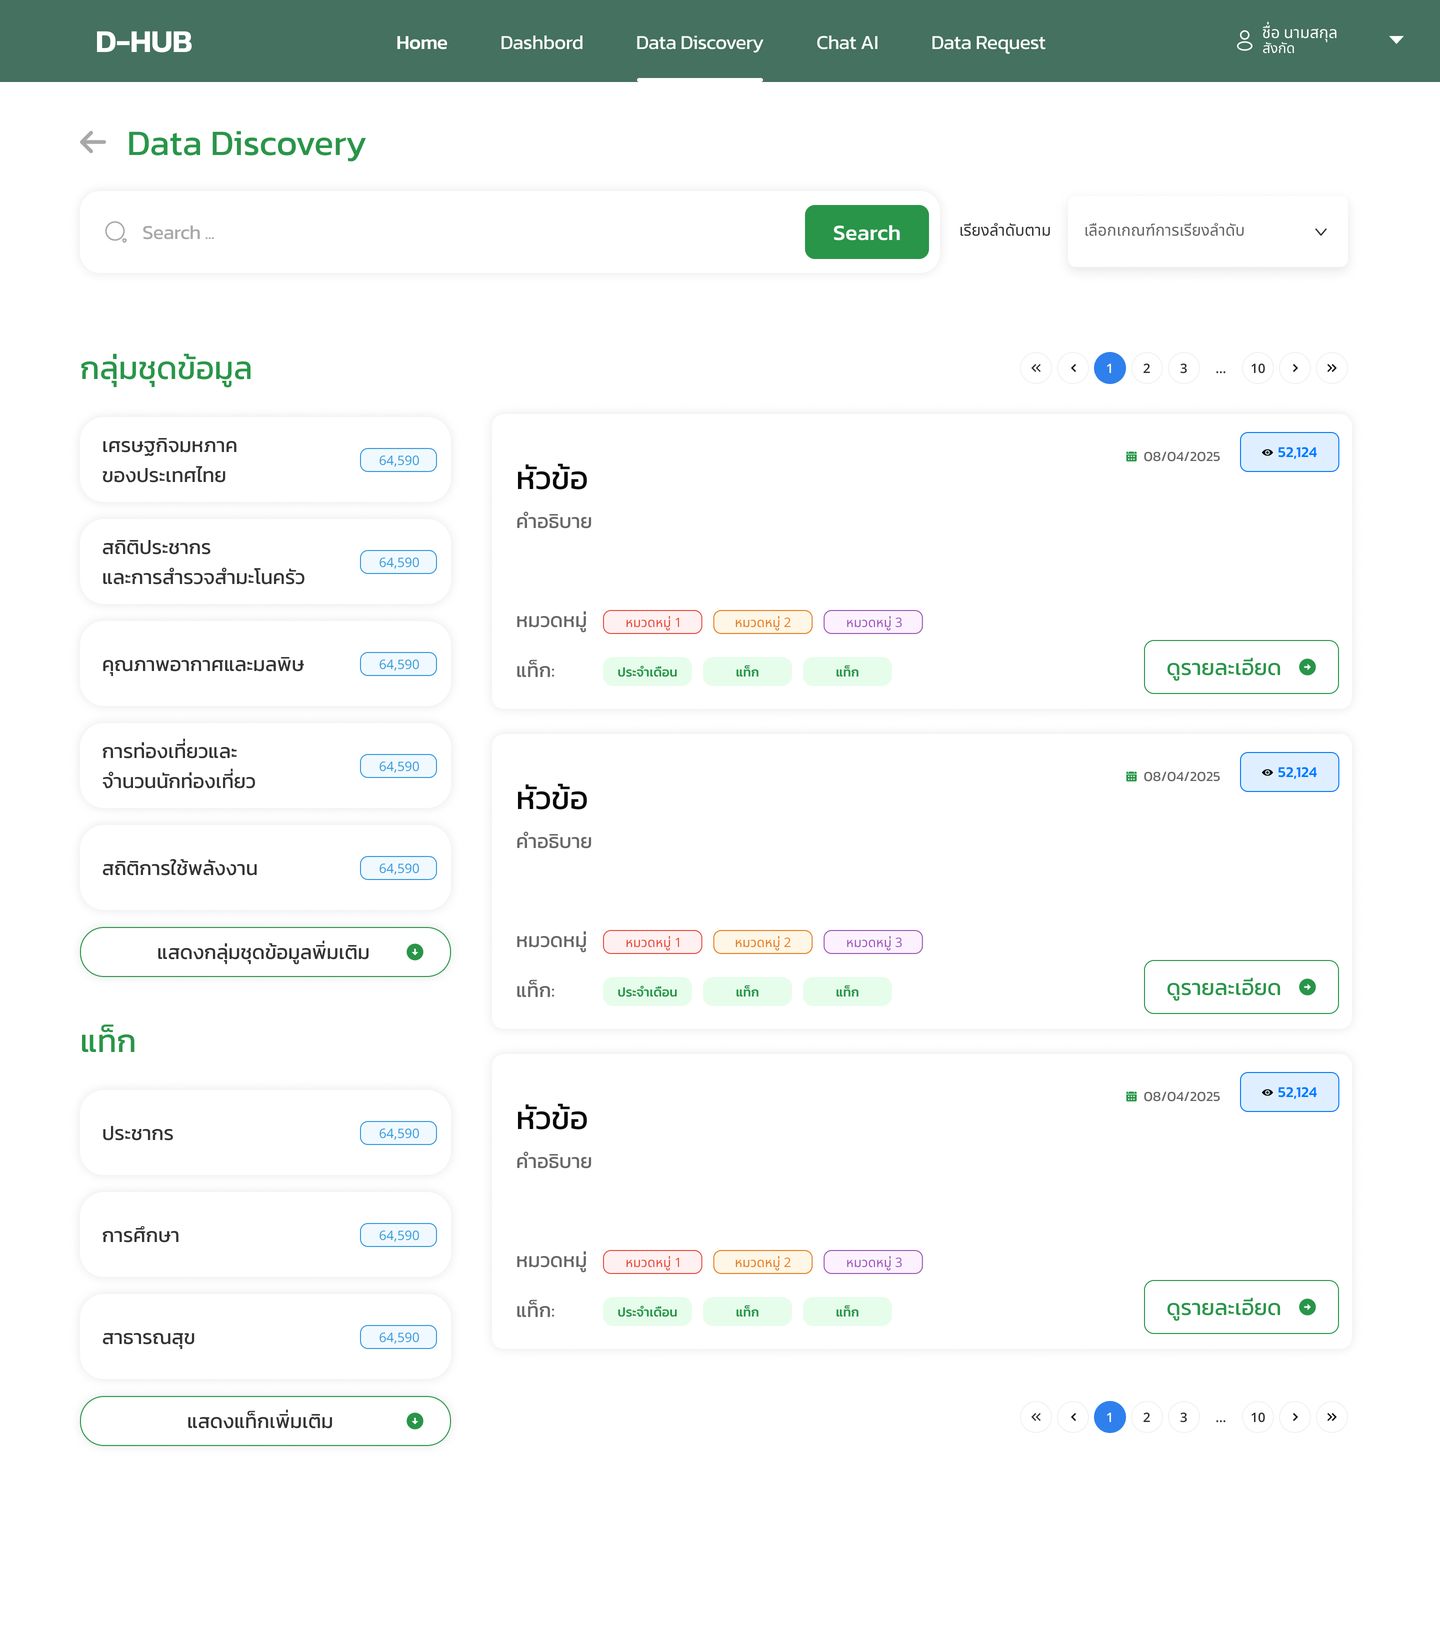 D-HUB
Home
Dashbord
Data Discovery
Chat AI
Data Request
ชื่อ นามสกุล
สังกัด
Data Discovery
Search ...
Search
เรียงลำดับตาม
เลือกเกณฑ์การเรียงลำดับ
กลุ่มชุดข้อมูล
« ‹ 1 2 3 ... 10 › »
เศรษฐกิจมหภาค
ของประเทศไทย
64,590
สถิติประชากร
และการสำรวจสำมะโนครัว
64,590
คุณภาพอากาศและมลพิษ
64,590
การท่องเที่ยวและ
จำนวนนักท่องเที่ยว
64,590
สถิติการใช้พลังงาน
64,590
แสดงกลุ่มชุดข้อมูลพิ่มเติม
แท็ก
ประชากร
64,590
การศึกษา
64,590
สาธารณสุข
64,590
แสดงแท็กเพิ่มเติม
08/04/2025
52,124
หัวข้อ
คำอธิบาย
หมวดหมู่ หมวดหมู่ 1 หมวดหมู่ 2 หมวดหมู่ 3
แท็ก: ประจำเดือน แท็ก แท็ก
ดูรายละเอียด
08/04/2025
52,124
หัวข้อ
คำอธิบาย
หมวดหมู่ หมวดหมู่ 1 หมวดหมู่ 2 หมวดหมู่ 3
แท็ก: ประจำเดือน แท็ก แท็ก
ดูรายละเอียด
08/04/2025
52,124
หัวข้อ
คำอธิบาย
หมวดหมู่ หมวดหมู่ 1 หมวดหมู่ 2 หมวดหมู่ 3
แท็ก: ประจำเดือน แท็ก แท็ก
ดูรายละเอียด
« ‹ 1 2 3 ... 10 › »